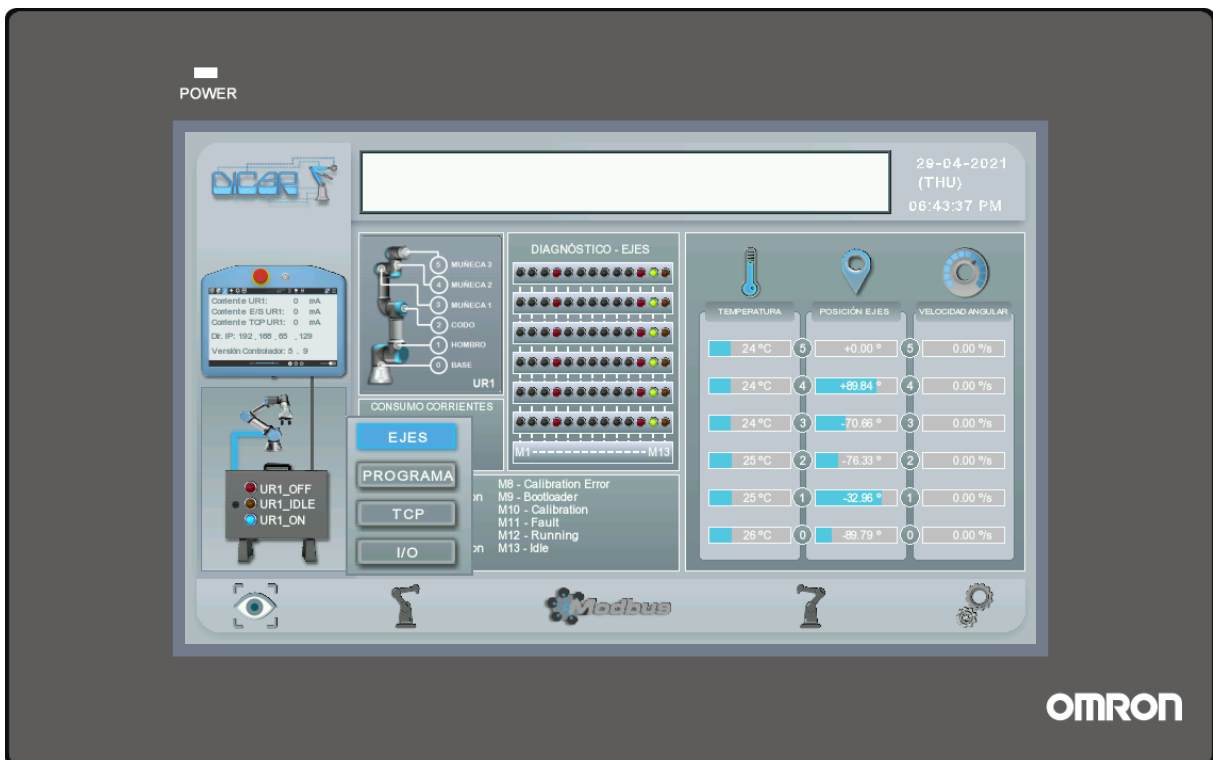 POWER
DICAR
29-04-2021
(THU)
06:43:37 PM
Corriente UR1: 0 mA
Corriente E/S UR1: 0 mA
Corriente TCP UR1: 0 mA
Dir. IP: 192 , 168 , 65 , 129
Versión Controlador: 5 , 9
5 MUÑECA 3
4 MUÑECA 2
3 MUÑECA 1
2 CODO
1 HOMBRO
0 BASE
UR1
DIAGNÓSTICO - EJES
M1 M13
TEMPERATURA
POSICIÓN EJES
VELOCIDAD ANGULAR
24 ºC 5 +0.00 º 5 0.00 º/s
24 ºC 4 +89.84 º 4 0.00 º/s
24 ºC 3 -70.66 º 3 0.00 º/s
25 ºC 2 -76.33 º 2 0.00 º/s
25 ºC 1 -32.96 º 1 0.00 º/s
26 ºC 0 -89.79 º 0 0.00 º/s
CONSUMO CORRIENTES
EJES
PROGRAMA
TCP
I/O
M8 - Calibration Error
M9 - Bootloader
M10 - Calibration
M11 - Fault
M12 - Running
M13 - Idle
UR1_OFF
UR1_IDLE
UR1_ON
Modbus
OMRON